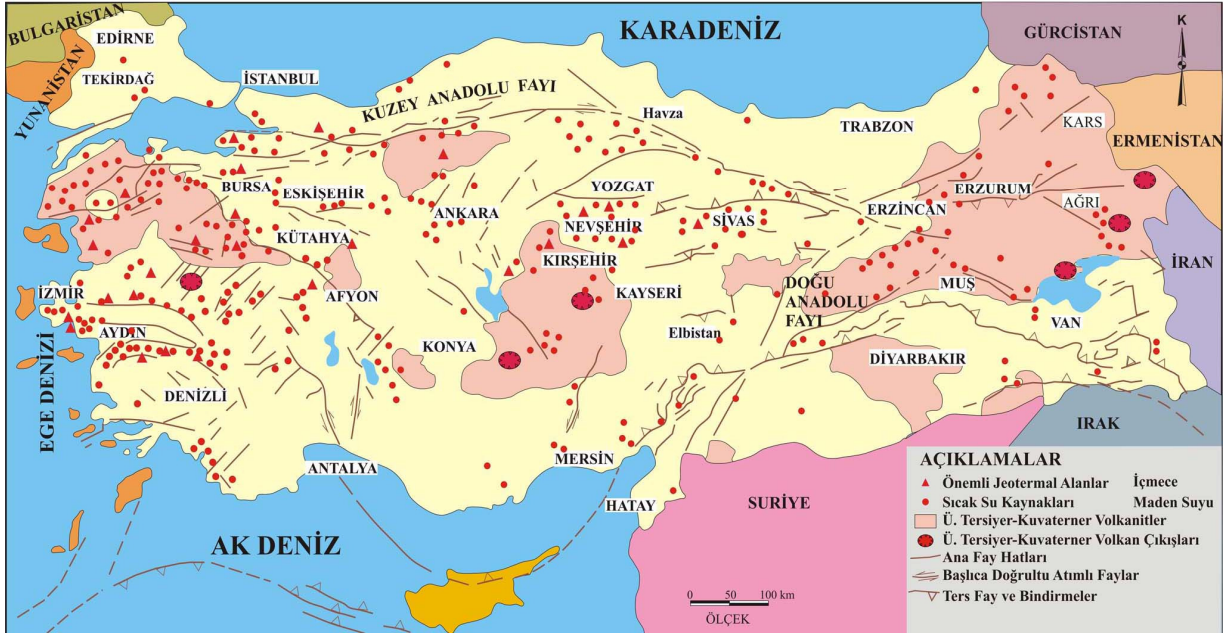 BULGARİSTAN
EDİRNE
KARADENİZ
GÜRCİSTAN
K
TEKİRDAĞ
İSTANBUL
YUNANİSTAN
KUZEY ANADOLU FAYI
Havza
TRABZON
KARS
ERMENİSTAN
BURSA
ESKİŞEHİR
YOZGAT
ERZURUM
AĞRI
ANKARA
NEVŞEHİR
SİVAS
ERZİNCAN
KÜTAHYA
KIRŞEHİR
İRAN
İZMİR
AFYON
KAYSERİ
DOĞU
ANADOLU
FAYI
MUŞ
VAN
AYDIN
KONYA
Elbistan
DİYARBAKIR
EGE DENİZİ
DENİZLİ
IRAK
ANTALYA
MERSİN
HATAY
SURİYE
AK DENİZ
AÇIKLAMALAR
Önemli Jeotermal Alanlar İçmece
Sıcak Su Kaynakları Maden Suyu
Ü. Tersiyer-Kuvaterner Volkanitler
Ü. Tersiyer-Kuvaterner Volkan Çıkışları
Ana Fay Hatları
Başlıca Doğrultu Atımlı Faylar
Ters Fay ve Bindirmeler
0 50 100 km
ÖLÇEK